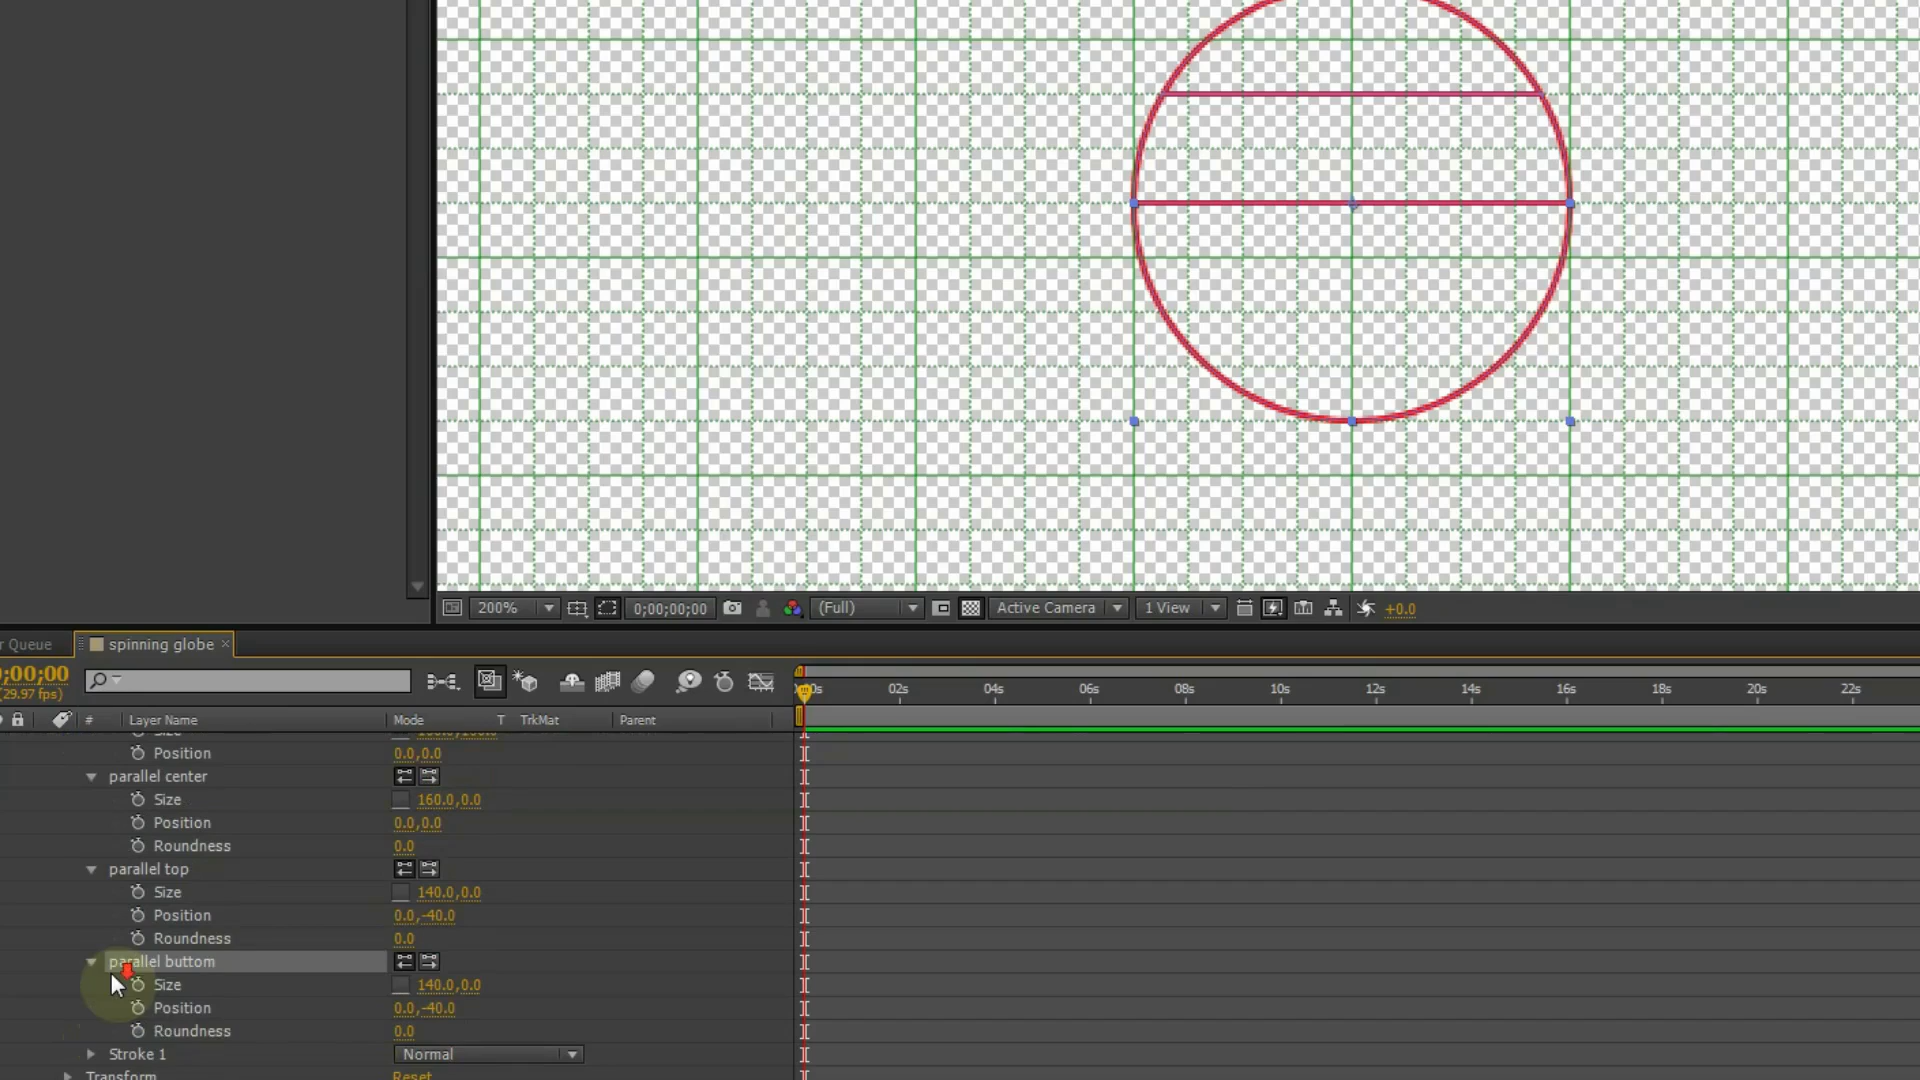 200% 0;00;00;00 (Full) Active Camera 1 View +0.0
r Queue spinning globe ×
;00;00
(29.97 fps)
0s 02s 04s 06s 08s 10s 12s 14s 16s 18s 20s 22s
# Layer Name Mode T TrkMat Parent
Position 0.0,0.0
parallel center
Size 160.0,0.0
Position 0.0,0.0
Roundness 0.0
parallel top
Size 140.0,0.0
Position 0.0,-40.0
Roundness 0.0
parallel buttom
Size 140.0,0.0
Position 0.0,-40.0
Roundness 0.0
Stroke 1 Normal
Transform Reset